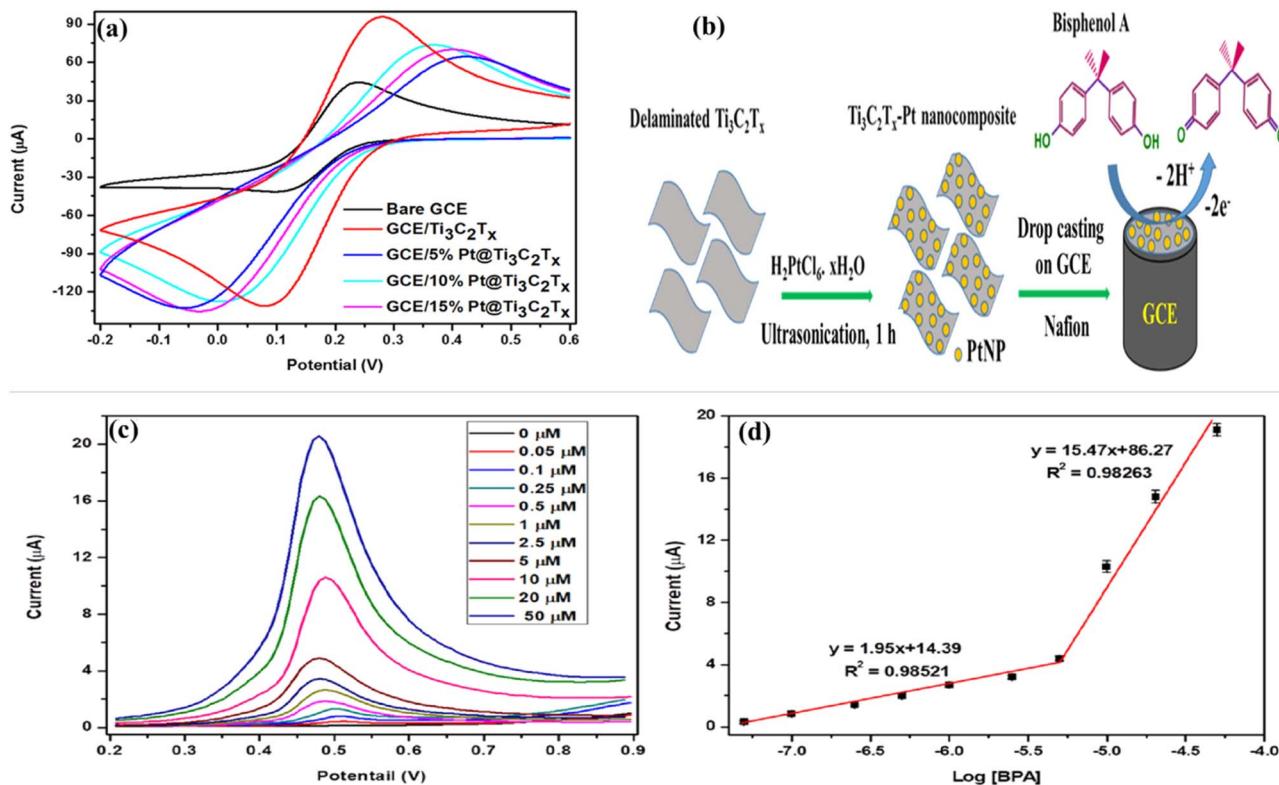 (a)
90
60
30
0
-30
-60
-90
-120
Current (µA)
Bare GCE
GCE/Ti₃C₂Tₓ
GCE/5% Pt@Ti₃C₂Tₓ
GCE/10% Pt@Ti₃C₂Tₓ
GCE/15% Pt@Ti₃C₂Tₓ
-0.2 -0.1 0.0 0.1 0.2 0.3 0.4 0.5 0.6
Potential (V)
(b)
Bisphenol A
Delaminated Ti₃C₂Tₓ
Ti₃C₂Tₓ-Pt nanocomposite
HO
OH
O
O
- 2H⁺
-2e⁻
H₂PtCl₆. xH₂O
Ultrasonication, 1 h
Drop casting
on GCE
Nafion
PtNP
GCE
(c)
20
16
12
8
4
0
Current (µA)
0 µM
0.05 µM
0.1 µM
0.25 µM
0.5 µM
1 µM
2.5 µM
5 µM
10 µM
20 µM
50 µM
0.2 0.3 0.4 0.5 0.6 0.7 0.8 0.9
Potentail (V)
(d)
20
16
12
8
4
0
Current (µA)
y = 15.47x+86.27
R² = 0.98263
y = 1.95x+14.39
R² = 0.98521
-7.0 -6.5 -6.0 -5.5 -5.0 -4.5 -4.0
Log [BPA]